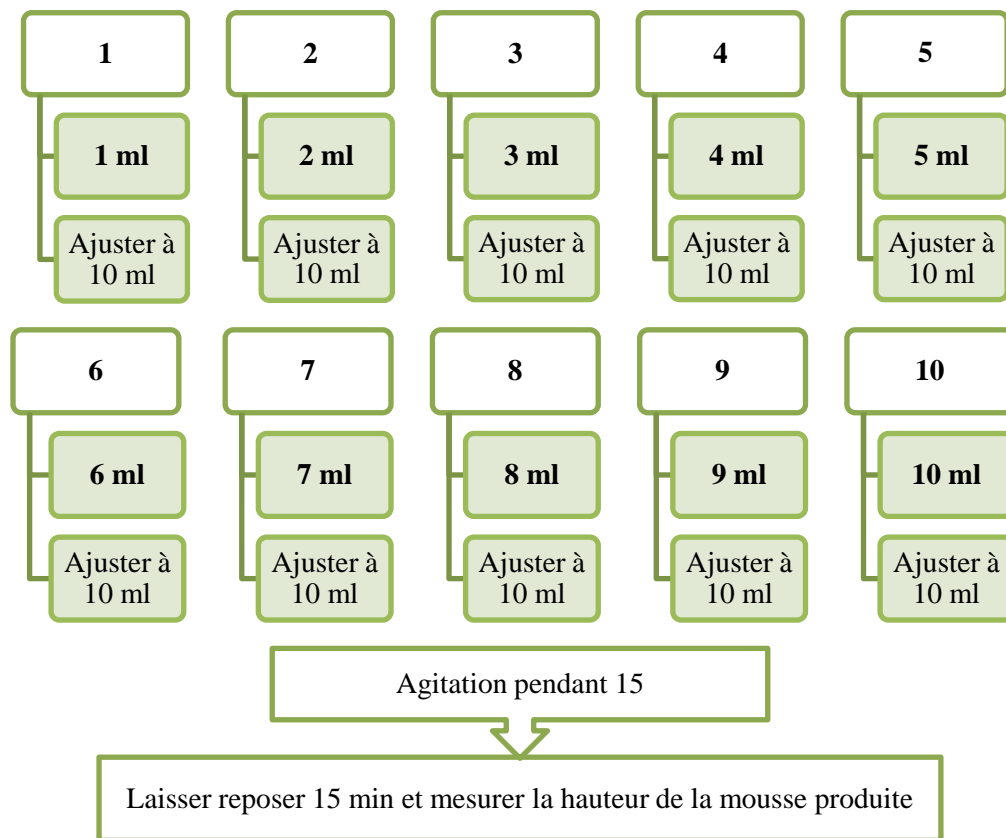 1 2 3 4 5
1 ml 2 ml 3 ml 4 ml 5 ml
Ajuster à Ajuster à Ajuster à Ajuster à Ajuster à
10 ml 10 ml 10 ml 10 ml 10 ml
6 7 8 9 10
6 ml 7 ml 8 ml 9 ml 10 ml
Ajuster à Ajuster à Ajuster à Ajuster à Ajuster à
10 ml 10 ml 10 ml 10 ml 10 ml
Agitation pendant 15
Laisser reposer 15 min et mesurer la hauteur de la mousse produite